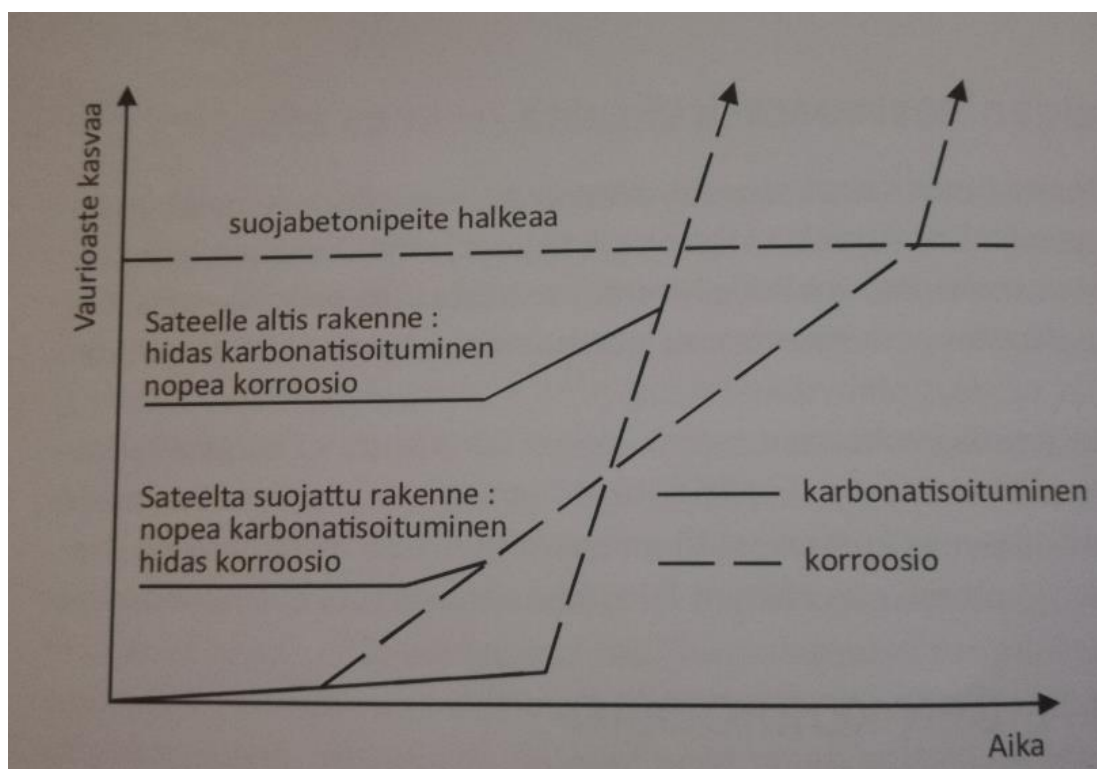 Vaurioaste kasvaa
suojabetonipeite halkeaa
Sateelle altis rakenne :
hidas karbonatisoituminen
nopea korroosio
Sateelta suojattu rakenne :
nopea karbonatisoituminen
hidas korroosio
karbonatisoituminen
korroosio
Aika